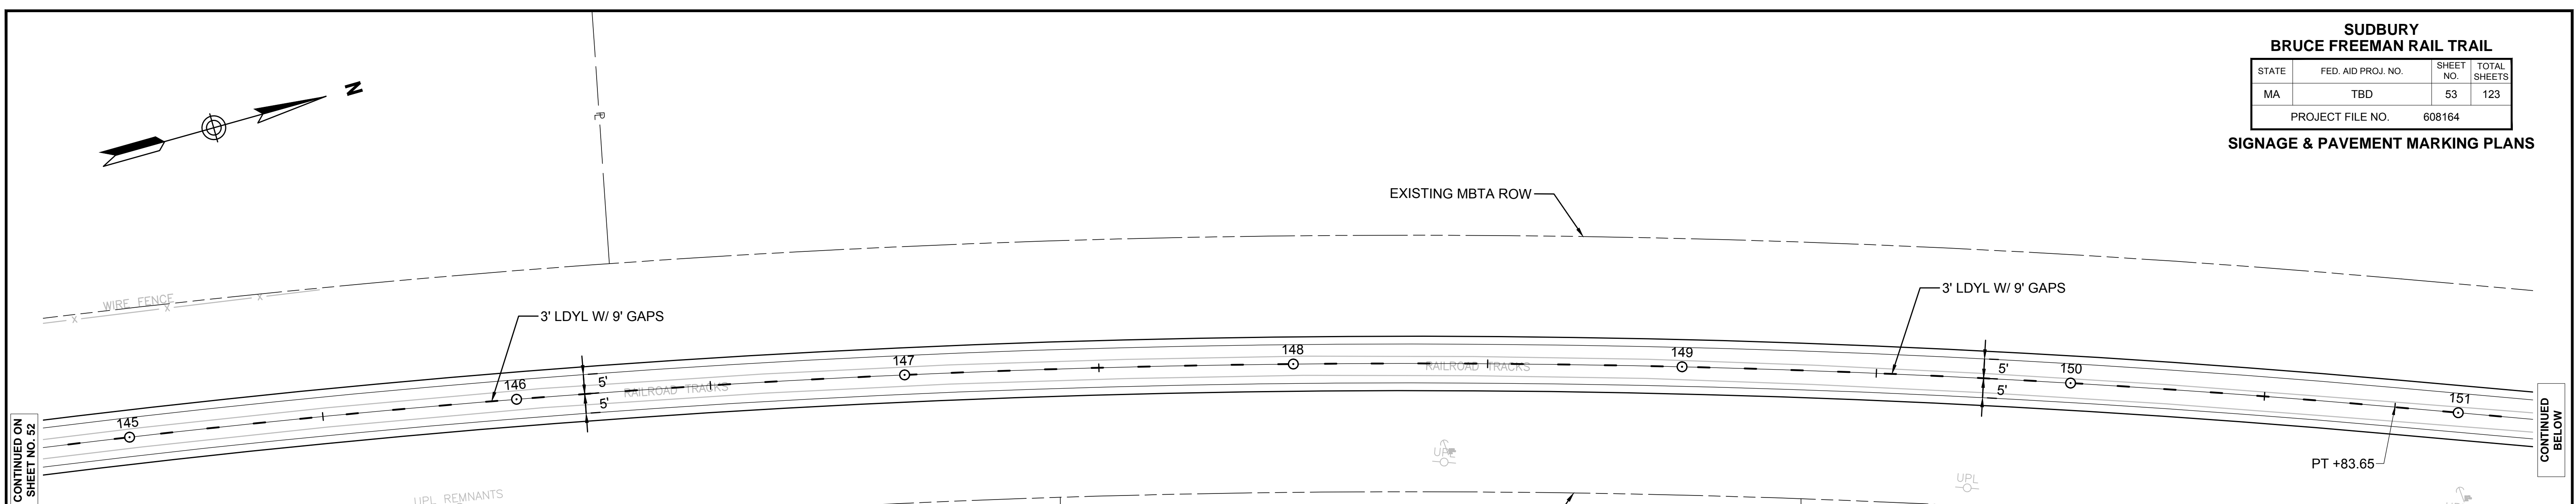 SUDBURY
BRUCE FREEMAN RAIL TRAIL
STATE FED. AID PROJ. NO. SHEET NO. TOTAL SHEETS
MA TBD 53 123
PROJECT FILE NO. 608164
SIGNAGE & PAVEMENT MARKING PLANS
N
PL
EXISTING MBTA ROW
WIRE FENCE
X X X
3' LDYL W/ 9' GAPS
3' LDYL W/ 9' GAPS
145 146 147 148 149 150 151
5' 5'
5' 5'
RAILROAD TRACKS
RAILROAD TRACKS
CONTINUED ON
SHEET NO. 52
CONTINUED
BELOW
PT +83.65
UPL
UPL
UPL REMNANTS